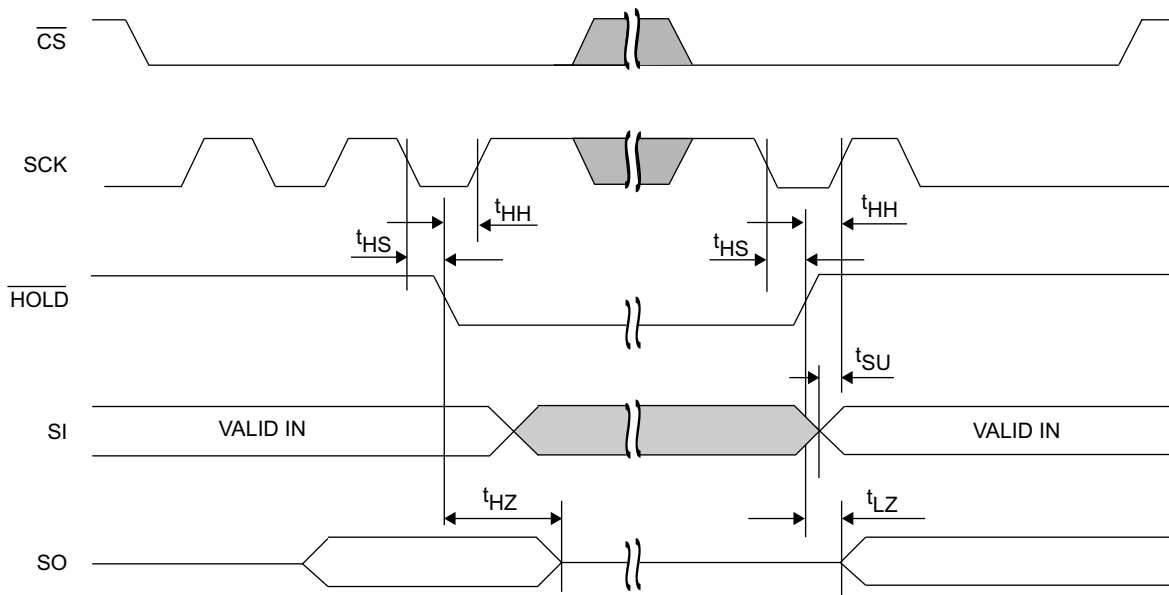 CS
SCK
tHH
tHH
tHS
tHS
HOLD
tSU
SI
VALID IN
VALID IN
tHZ
tLZ
SO